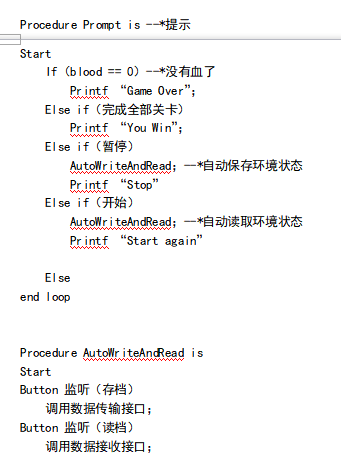 Procedure Prompt is --*提示
Start
If（blood == 0）--*没有血了
Printf “Game Over”；
Else if（完成全部关卡）
Printf “You Win”；
Else if（暂停）
AutoWriteAndRead；--*自动保存环境状态
Printf “Stop”
Else if（开始）
AutoWriteAndRead；--*自动读取环境状态
Printf “Start again”
Else
end loop
Procedure AutoWriteAndRead is
Start
Button 监听（存档）
调用数据传输接口；
Button 监听（读档）
调用数据接收接口；